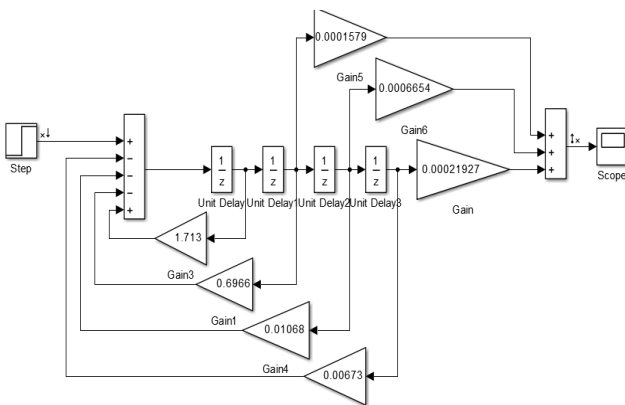 0.0001579
Gain5
0.0006654
×↓
Step
+
−
−
−
+
1
z
Unit Delay
1
z
Unit Delay1
1
z
Unit Delay2
1
z
Unit Delay3
Gain6
0.00021927
Gain
+
+
+
↕×
Scope
1.713
Gain3
0.6966
Gain1
0.01068
Gain4
0.00673